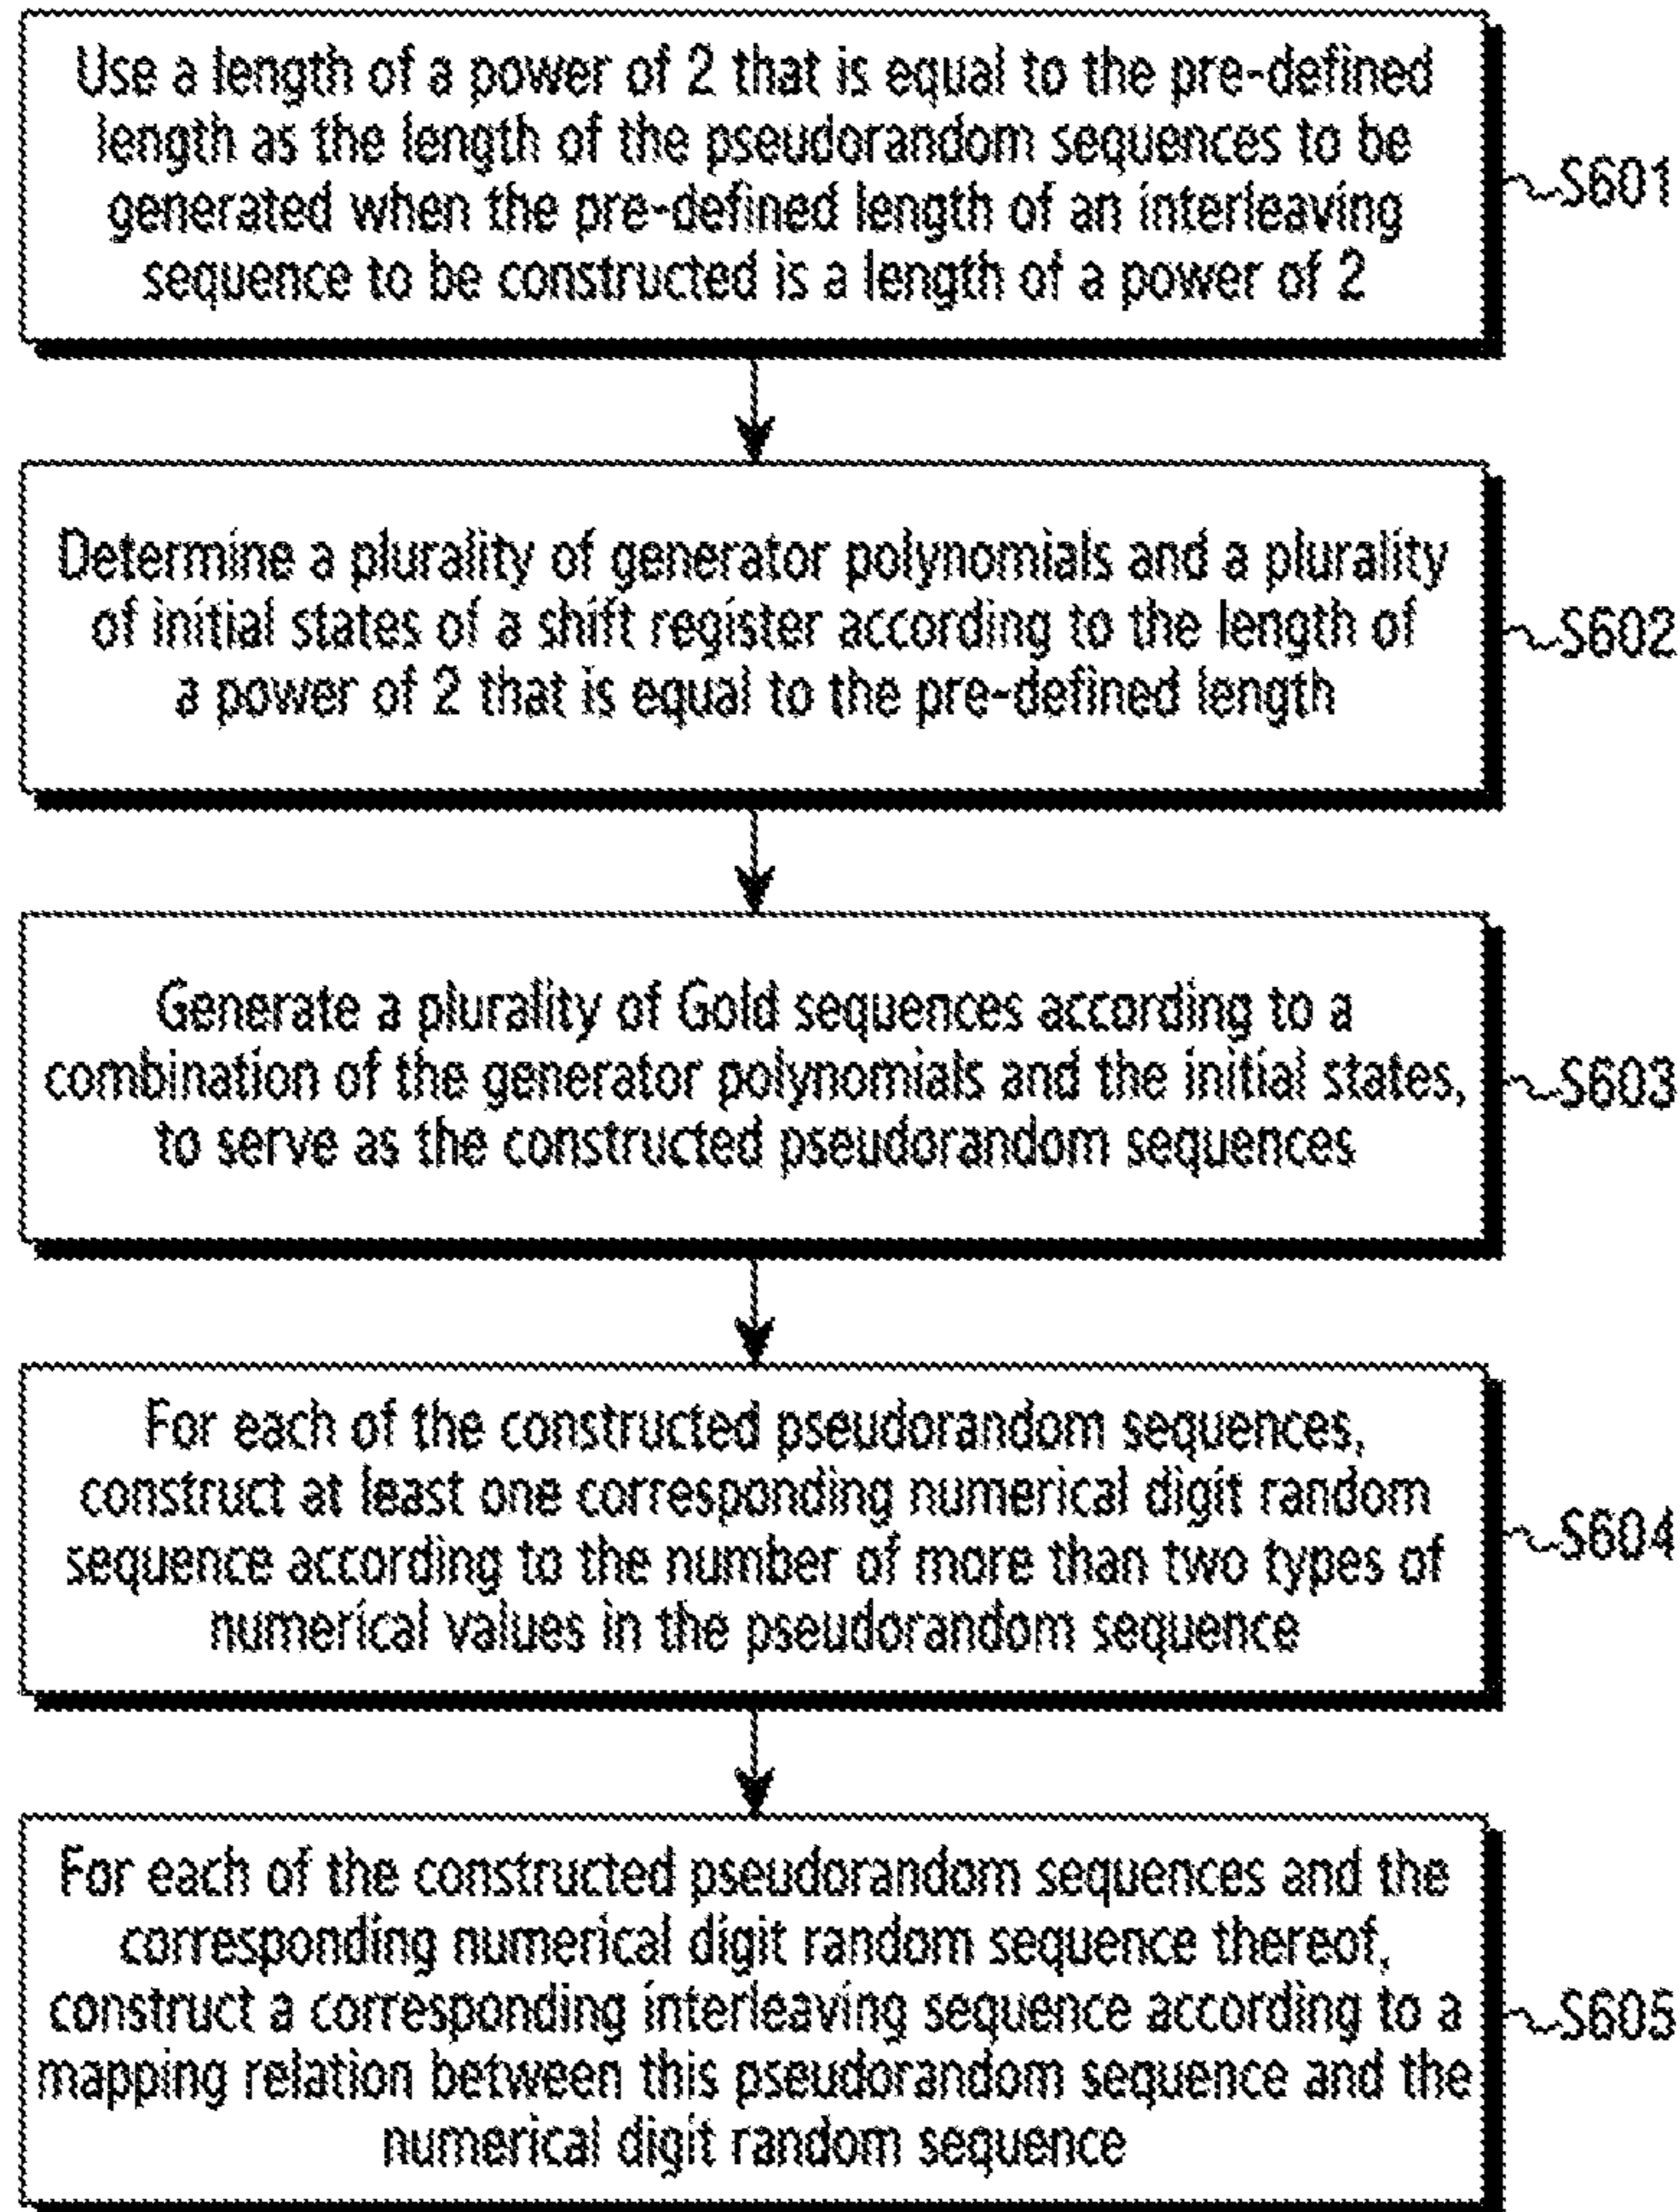 Use a length of a power of 2 that is equal to the pre-defined
length as the length of the pseudorandom sequences to be
generated when the pre-defined length of an interleaving
sequence to be constructed is a length of a power of 2
S601
Determine a plurality of generator polynomials and a plurality
of initial states of a shift register according to the length of
a power of 2 that is equal to the pre-defined length
S602
Generate a plurality of Gold sequences according to a
combination of the generator polynomials and the initial states,
to serve as the constructed pseudorandom sequences
S603
For each of the constructed pseudorandom sequences,
construct at least one corresponding numerical digit random
sequence according to the number of more than two types of
numerical values in the pseudorandom sequence
S604
For each of the constructed pseudorandom sequences and the
corresponding numerical digit random sequence thereof,
construct a corresponding interleaving sequence according to a
mapping relation between this pseudorandom sequence and the
numerical digit random sequence
S605